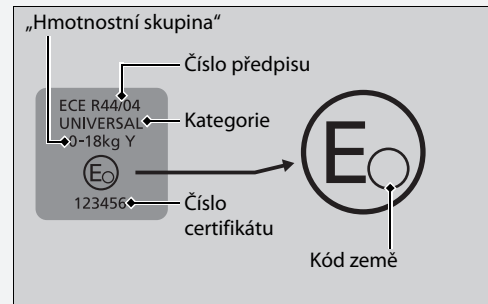 „Hmotnostní skupina“
Číslo předpisu
ECE R44/04
UNIVERSAL
Kategorie
0-18kg Y
E
E
123456
Číslo
certifikátu
Kód země